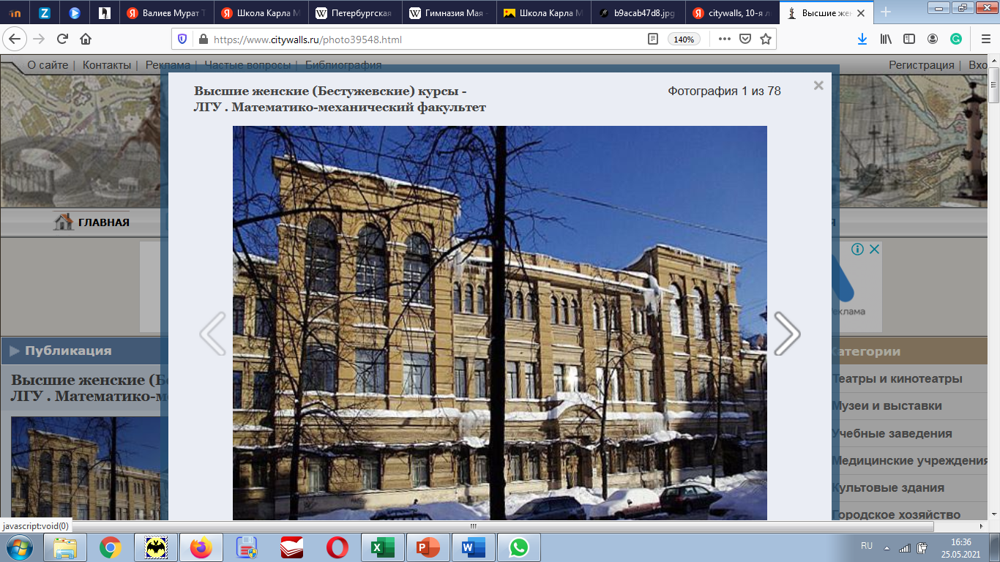 Валиев Мурат Т
Школа Карла М
Петербургская
Гимназия Мая -
Школа Карла М
b9acab47d8.jpg
citywalls, 10-я л
Высшие жен
https://www.citywalls.ru/photo39548.html
140%
О сайте | Контакты | Реклама | Частые вопросы | Библиография
Регистрация | Вхо
Высшие женские (Бестужевские) курсы -
ЛГУ . Математико-механический факультет
Фотография 1 из 78
ГЛАВНАЯ
Реклама
Публикация
Категории
Высшие женские (Б
ЛГУ . Математико-м
Театры и кинотеатры
Музеи и выставки
Учебные заведения
Медицинские учреждения
Культовые здания
Городское хозяйство
javascript:void(0)
RU
16:36
25.05.2021